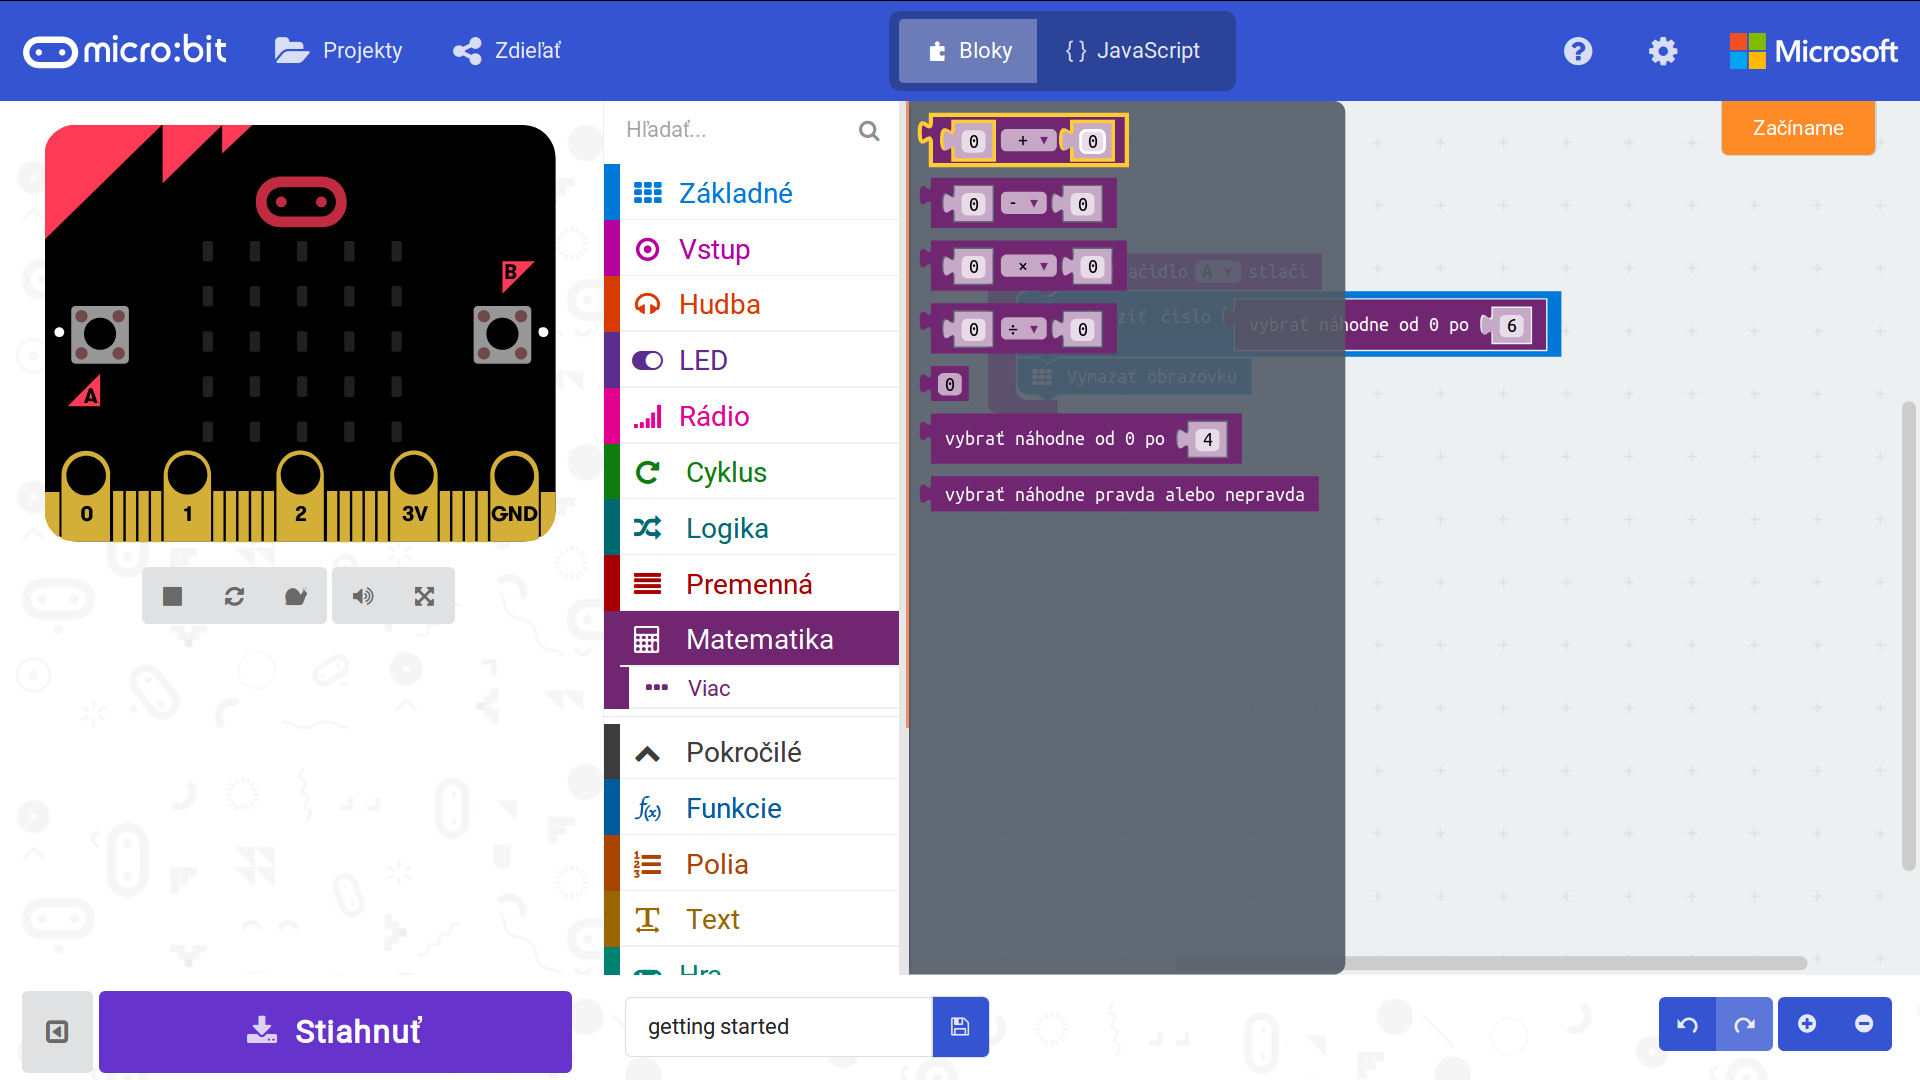 micro:bit Projekty Zdieľať Bloky { } JavaScript ? Microsoft
Začíname
B
A
0 1 2 3V GND
Hľadať...
Základné
Vstup
Hudba
LED
Rádio
Cyklus
Logika
Premenná
Matematika
Viac
Pokročilé
Funkcie
Polia
Text
Hra
0 + 0
0 - 0
0 × 0
0 ÷ 0
0
vybrať náhodne od 0 po 4
vybrať náhodne pravda alebo nepravda
A stlačí
číslo vybrať náhodne od 0 po 6
Vymazať obrazovku
Stiahnuť
getting started